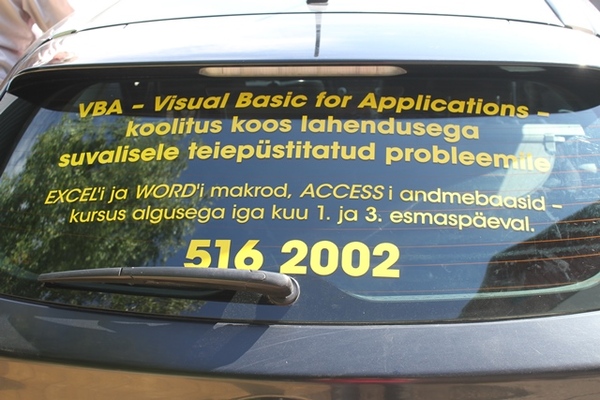 VBA – Visual Basic for Applications –
koolitus koos lahendusega
suvalisele teiepüstitatud probleemile
EXCEL'i ja WORD'i makrod, ACCESS'i andmebaasid –
kursus algusega iga kuu 1. ja 3. esmaspäeval.
516 2002